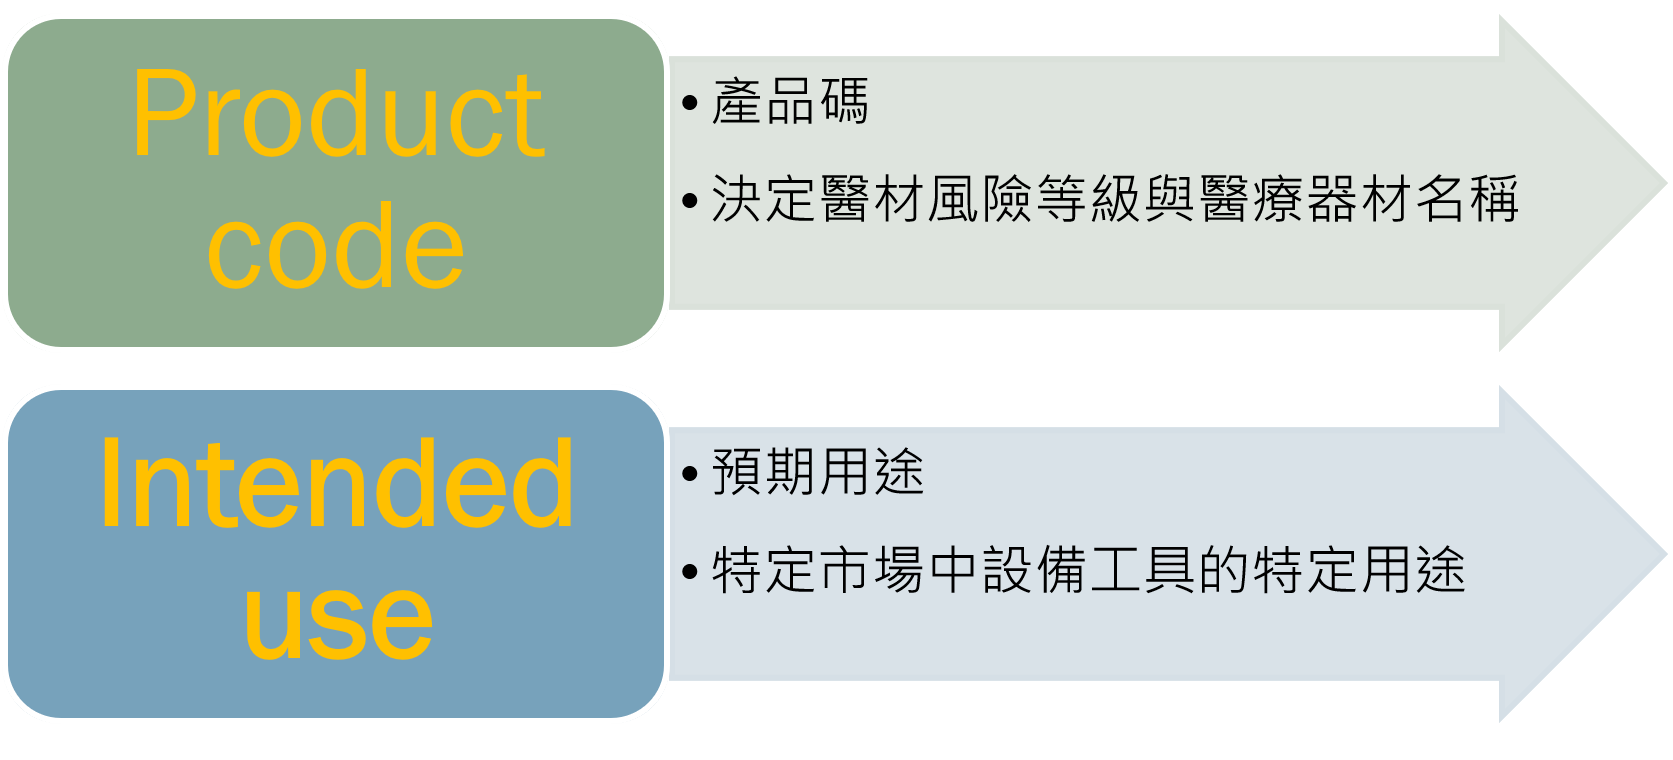 Product
code
• 產品碼
• 決定醫材風險等級與醫療器材名稱
Intended
use
• 預期用途
• 特定市場中設備工具的特定用途